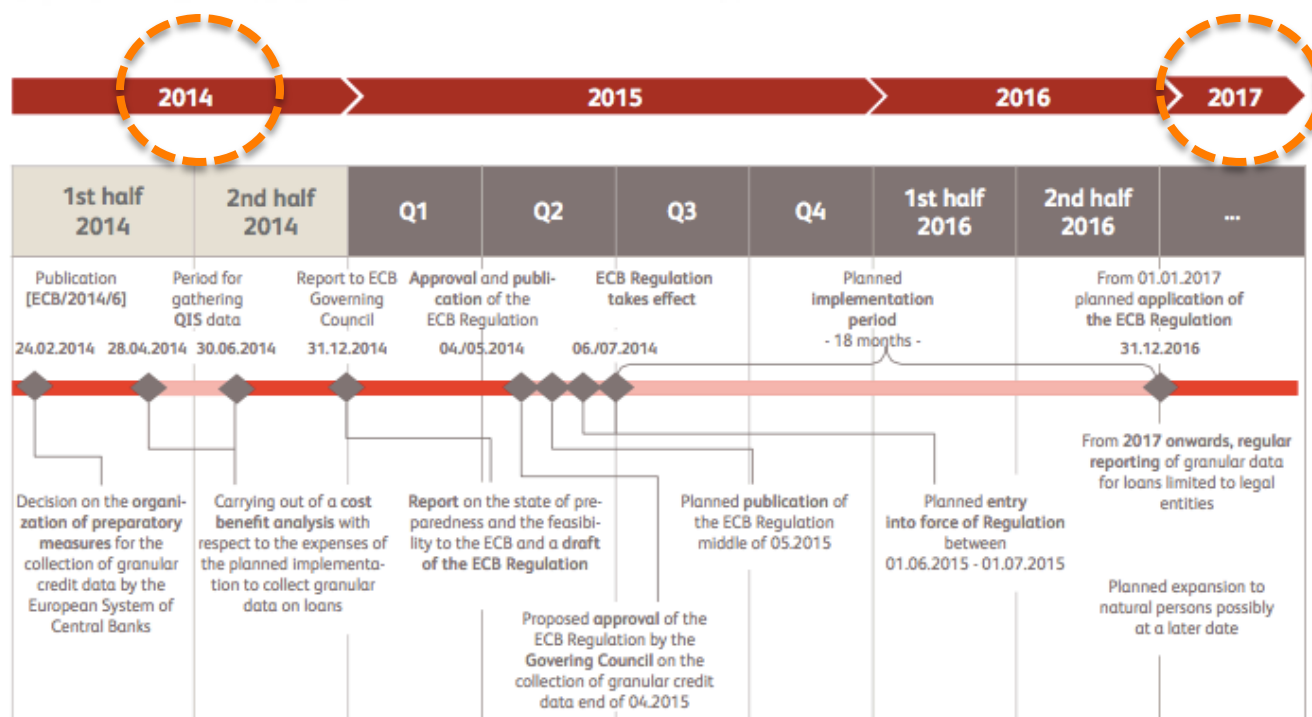 2014
2015
2016
2017
1st half
2014
2nd half
2014
Q1
Q2
Q3
Q4
1st half
2016
2nd half
2016
...
Publication
[ECB/2014/6]
Period for
gathering
QIS data
Report to ECB
Governing
Council
Approval and publi-
cation of the
ECB Regulation
ECB Regulation
takes effect
Planned
implementation
period
- 18 months -
From 01.01.2017
planned application of
the ECB Regulation
24.02.2014
28.04.2014
30.06.2014
31.12.2014
04./05.2014
06./07.2014
31.12.2016
Decision on the organi-
zation of preparatory
measures for the
collection of granular
credit data by the
European System of
Central Banks
Carrying out of a cost
benefit analysis with
respect to the expenses of
the planned implementa-
tion to collect granular
data on loans
Report on the state of pre-
paredness and the feasibi-
lity to the ECB and a draft
of the ECB Regulation
Proposed approval of the
ECB Regulation by the
Govering Council on the
collection of granular credit
data end of 04.2015
Planned publication of
the ECB Regulation
middle of 05.2015
Planned entry
into force of Regulation
between
01.06.2015 - 01.07.2015
From 2017 onwards, regular
reporting of granular data
for loans limited to legal
entities
Planned expansion to
natural persons possibly
at a later date